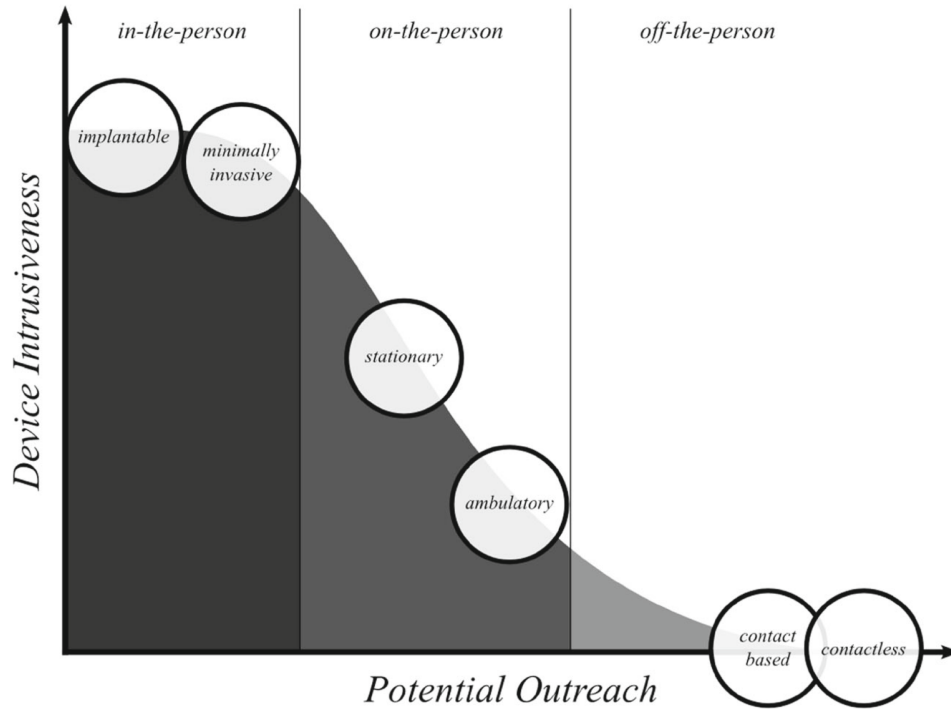 in-the-person
on-the-person
off-the-person
implantable
minimally
invasive
stationary
ambulatory
contact
based
contactless
Device Intrusiveness
Potential Outreach